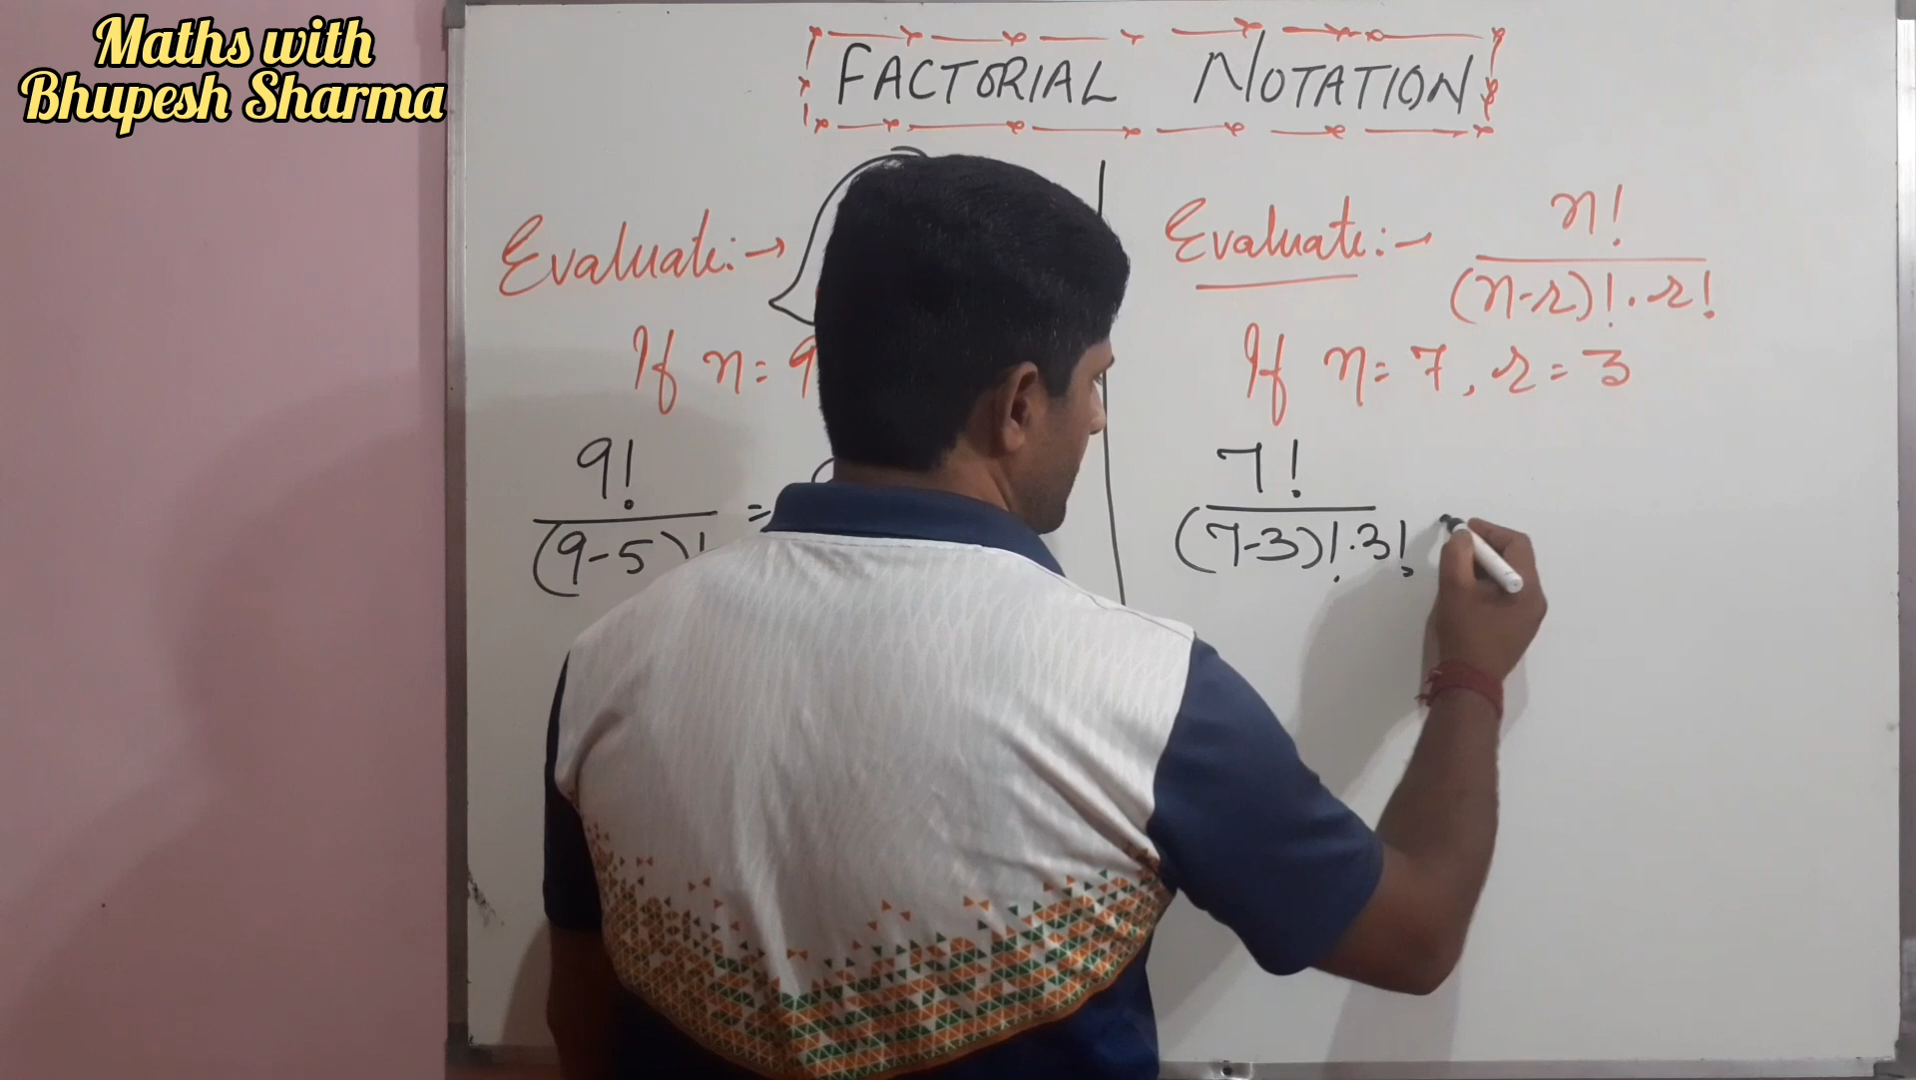 Maths with
Bhupesh Sharma
FACTORIAL NOTATION
Evaluate:→
If n = 9
9!
(9-5)!
=
Evaluate:→ n!
(n-r)!.r!
If n = 7, r = 3
7!
(7-3)!.3!